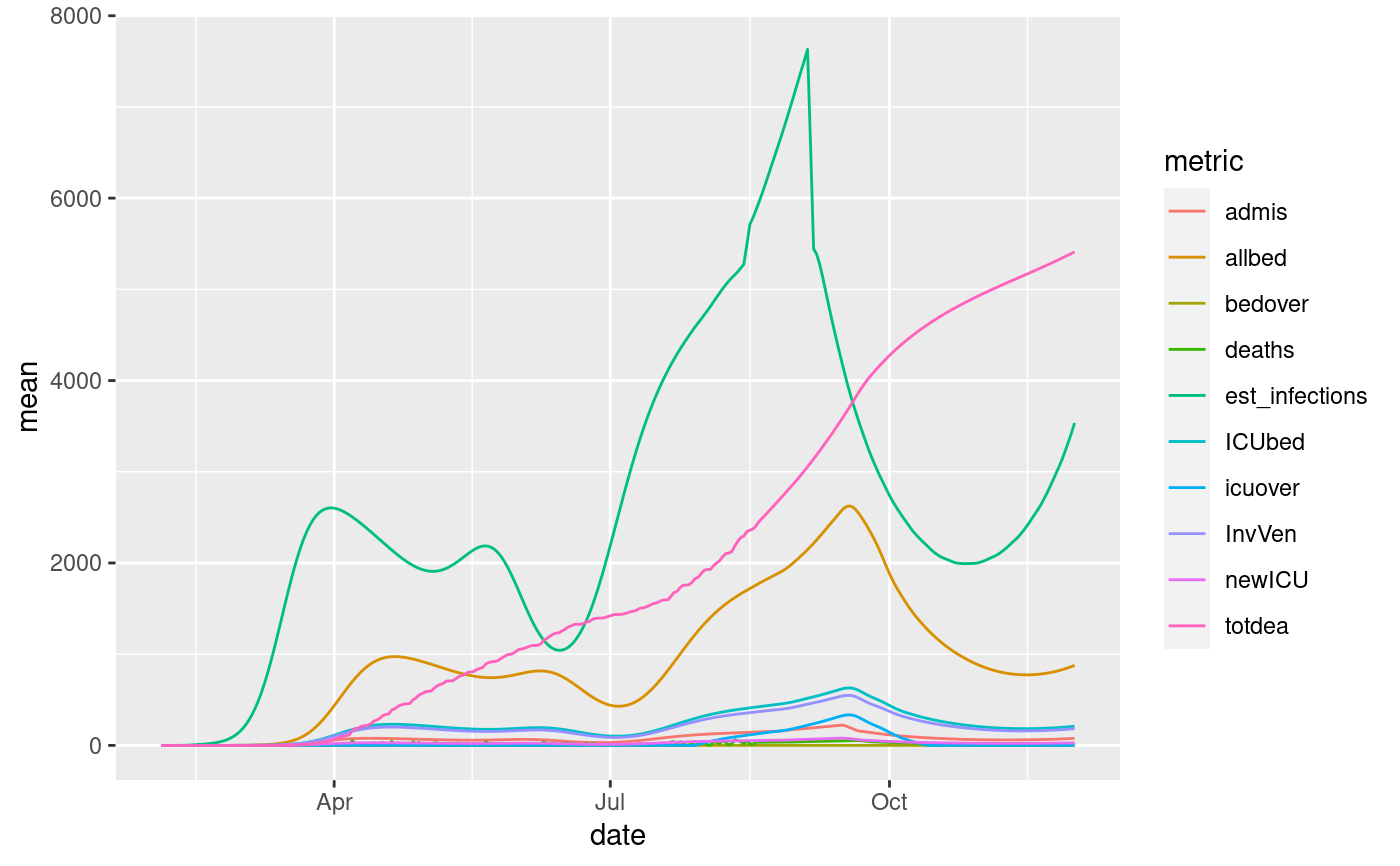 8000
6000
4000
2000
0
mean
Apr
Jul
Oct
date
metric
admis
allbed
bedover
deaths
est_infections
ICUbed
icuover
InvVen
newICU
totdea